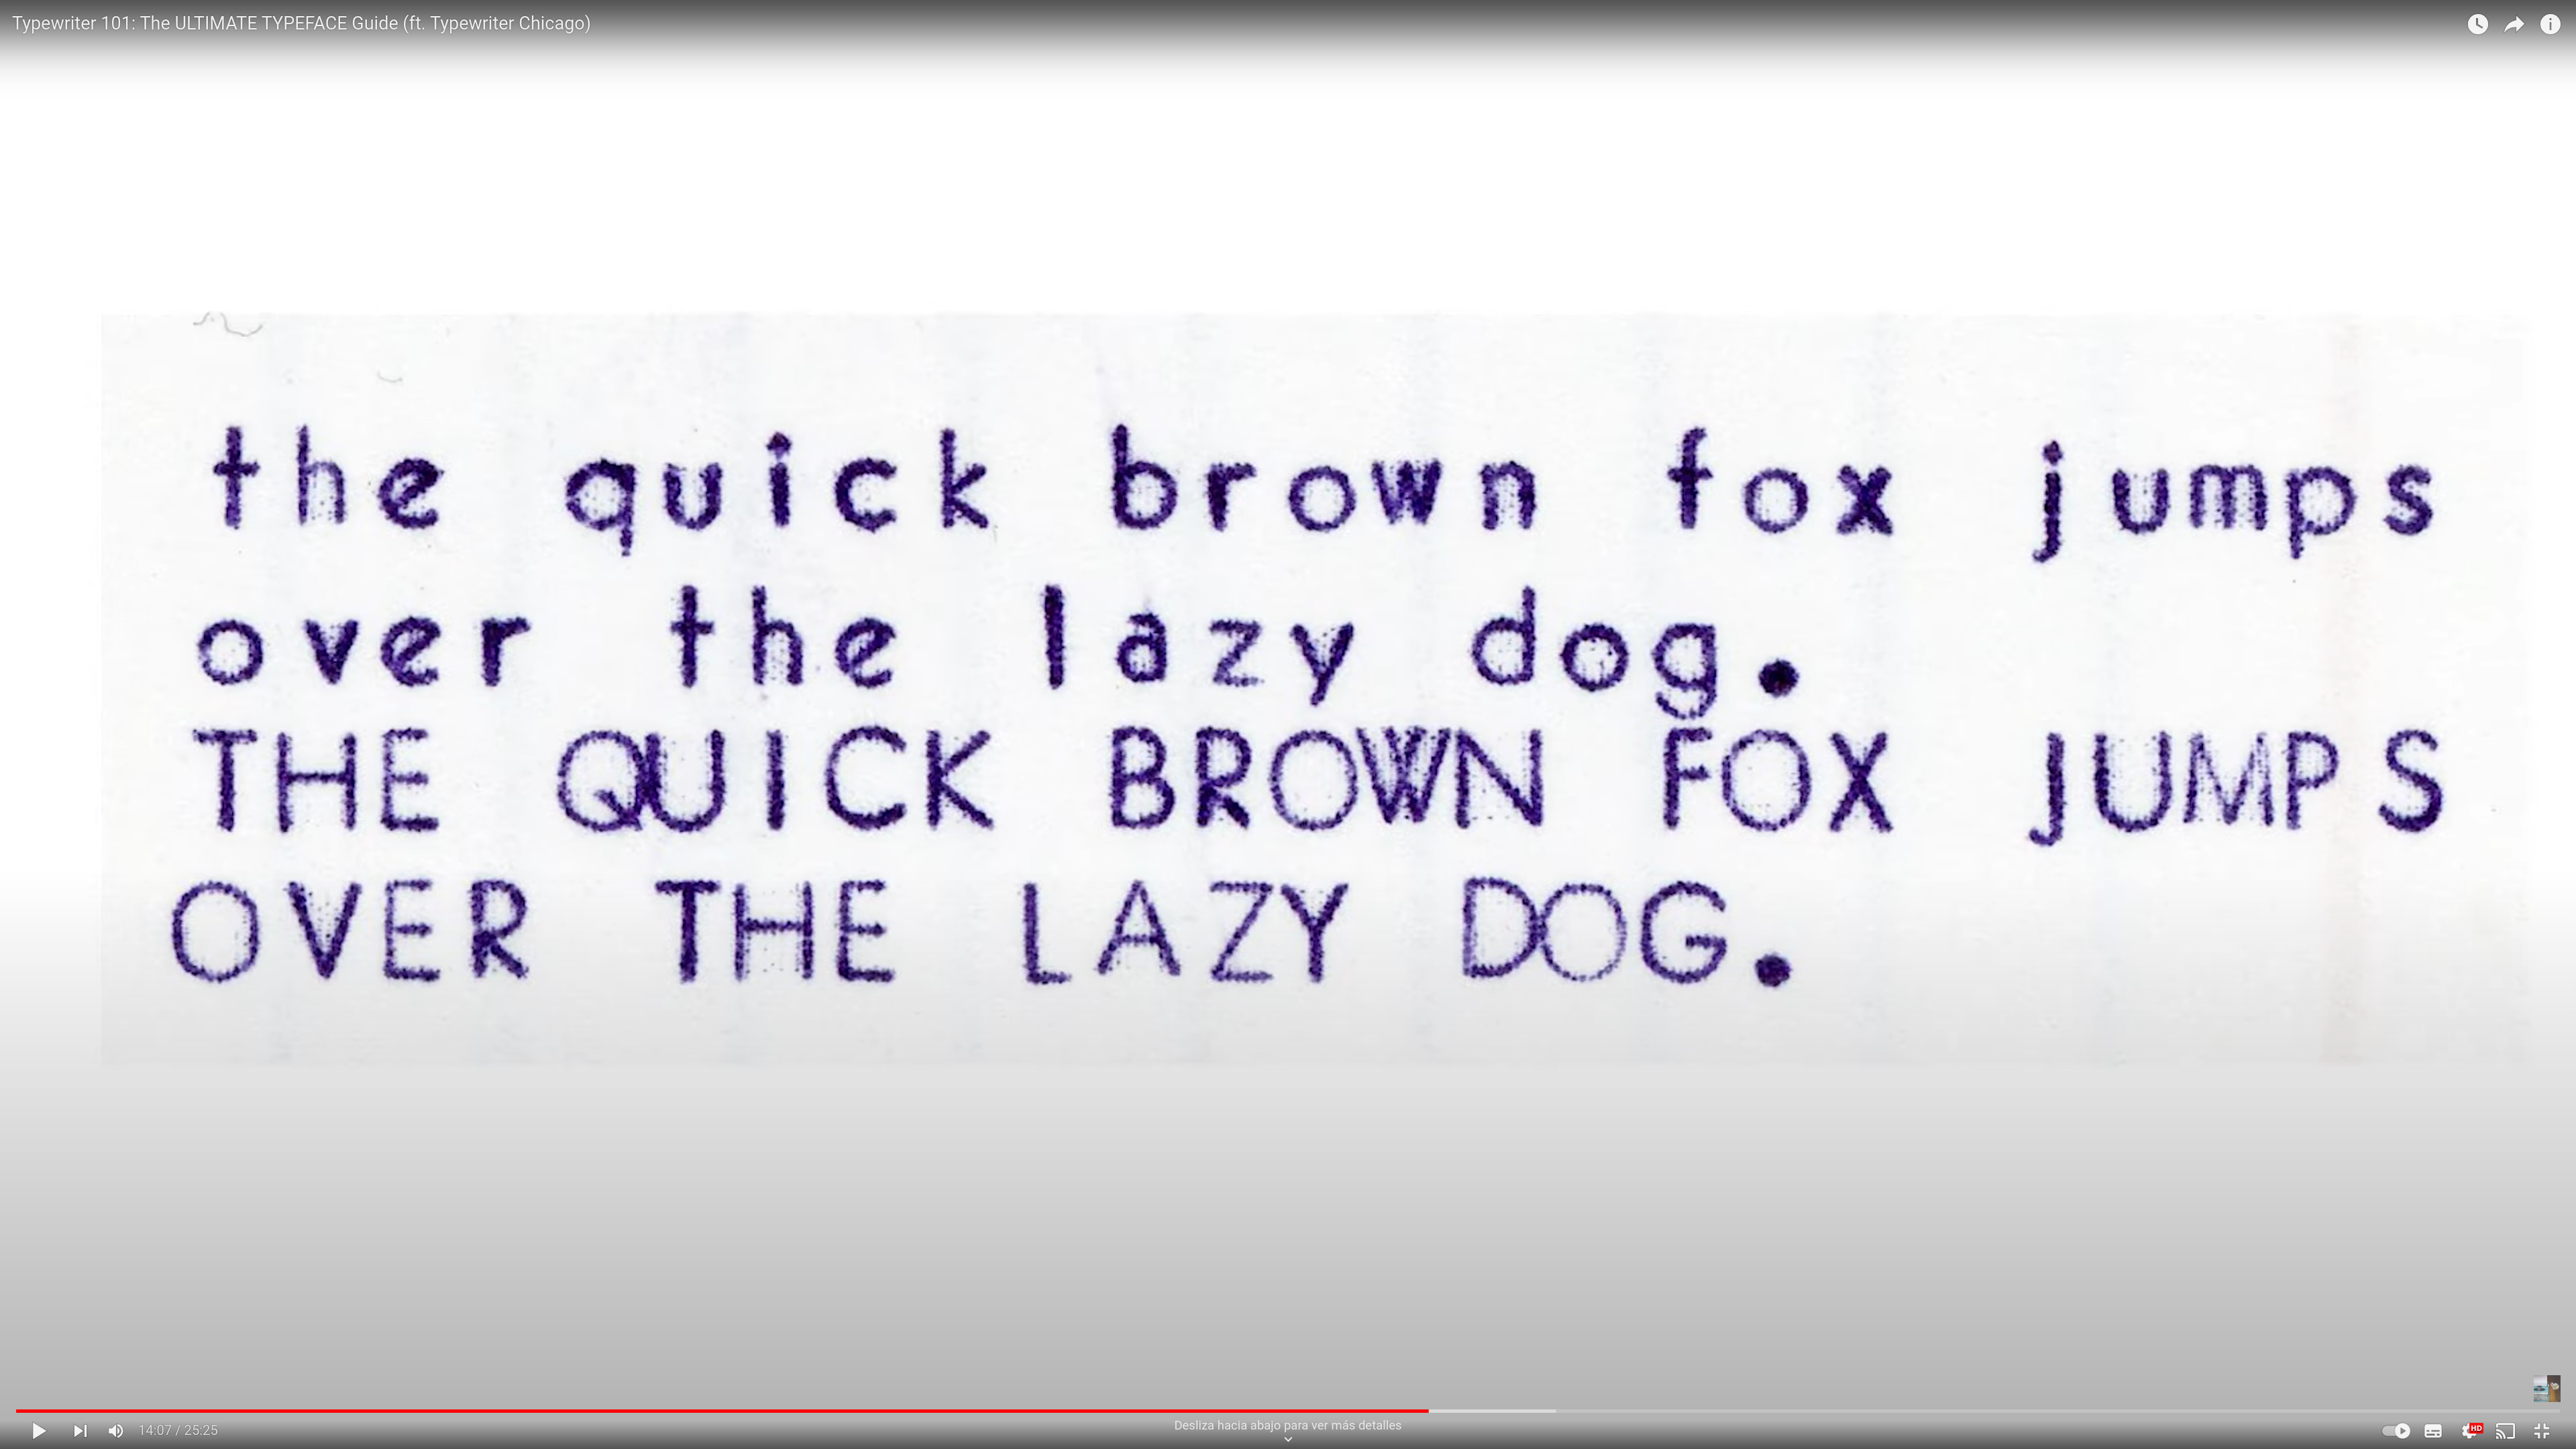 Typewriter 101: The ULTIMATE TYPEFACE Guide (ft. Typewriter Chicago)
the quick brown fox jumps
over the lazy dog.
THE QUICK BROWN FOX JUMPS
OVER THE LAZY DOG.
14:07 / 25:25
Desliza hacia abajo para ver más detalles
HD